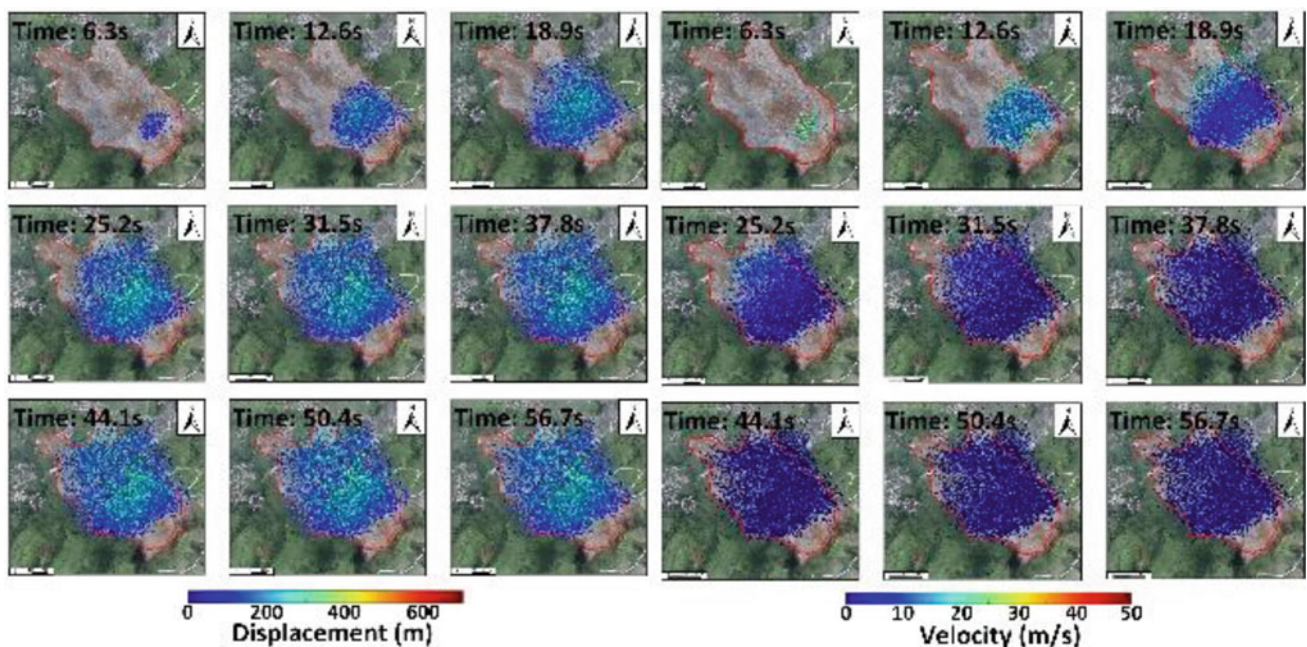 Time: 6.3s Time: 12.6s Time: 18.9s Time: 6.3s Time: 12.6s Time: 18.9s
Time: 25.2s Time: 31.5s Time: 37.8s Time: 25.2s Time: 31.5s Time: 37.8s
Time: 44.1s Time: 50.4s Time: 56.7s Time: 44.1s Time: 50.4s Time: 56.7s
0 200 400 600 0 10 20 30 40 50
Displacement (m) Velocity (m/s)